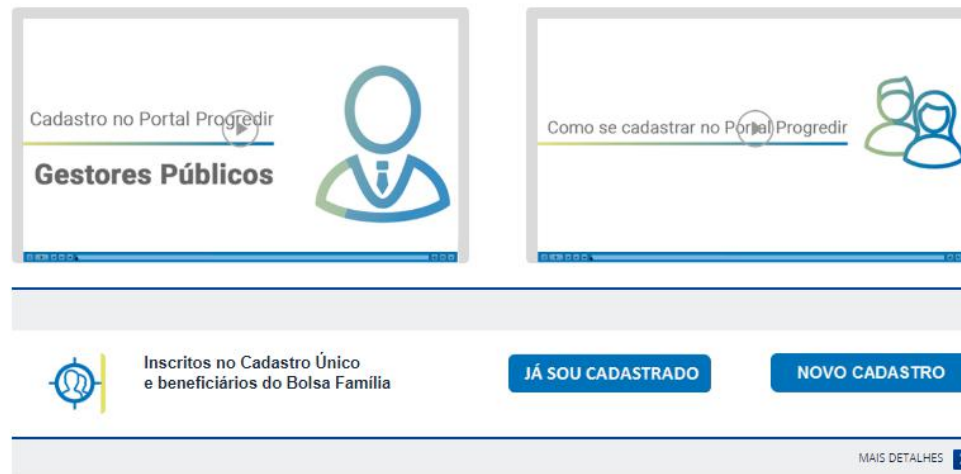 Cadastro no Portal Progredir
Gestores Públicos
Como se cadastrar no Portal Progredir
Inscritos no Cadastro Único
e beneficiários do Bolsa Família
JÁ SOU CADASTRADO
NOVO CADASTRO
MAIS DETALHES